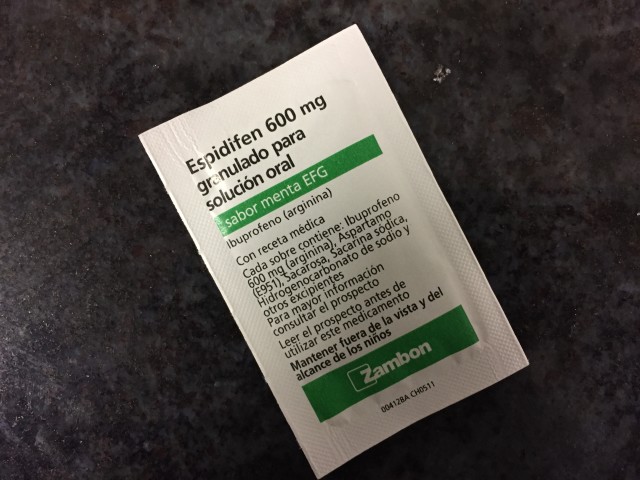 Espidifen 600 mg
granulado para
solución oral
sabor menta EFG
Ibuprofeno (arginina)
Con receta médica
Cada sobre contiene: Ibuprofeno
600 mg (arginina), Aspartamo
(E951), Sacarosa, Sacarina sódica,
Hidrogenocarbonato de sodio y
otros excipientes
Para mayor información
consultar el prospecto
Leer el prospecto antes de
utilizar este medicamento
Mantener fuera de la vista y del
alcance de los niños
Zambon
004128A CH0511